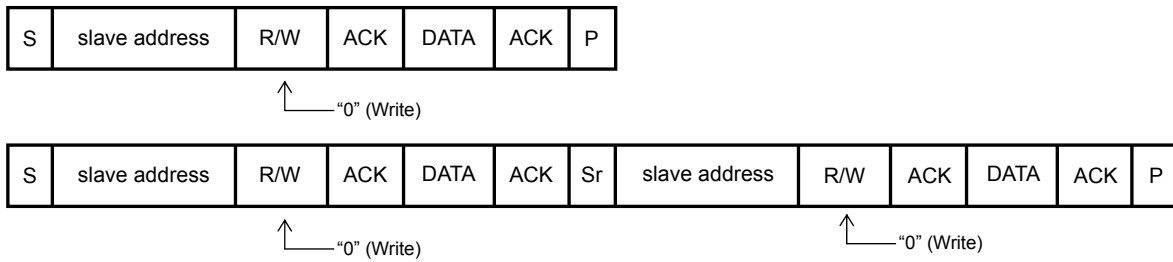 S slave address R/W ACK DATA ACK P
“0” (Write)
S slave address R/W ACK DATA ACK Sr slave address R/W ACK DATA ACK P
“0” (Write) “0” (Write)